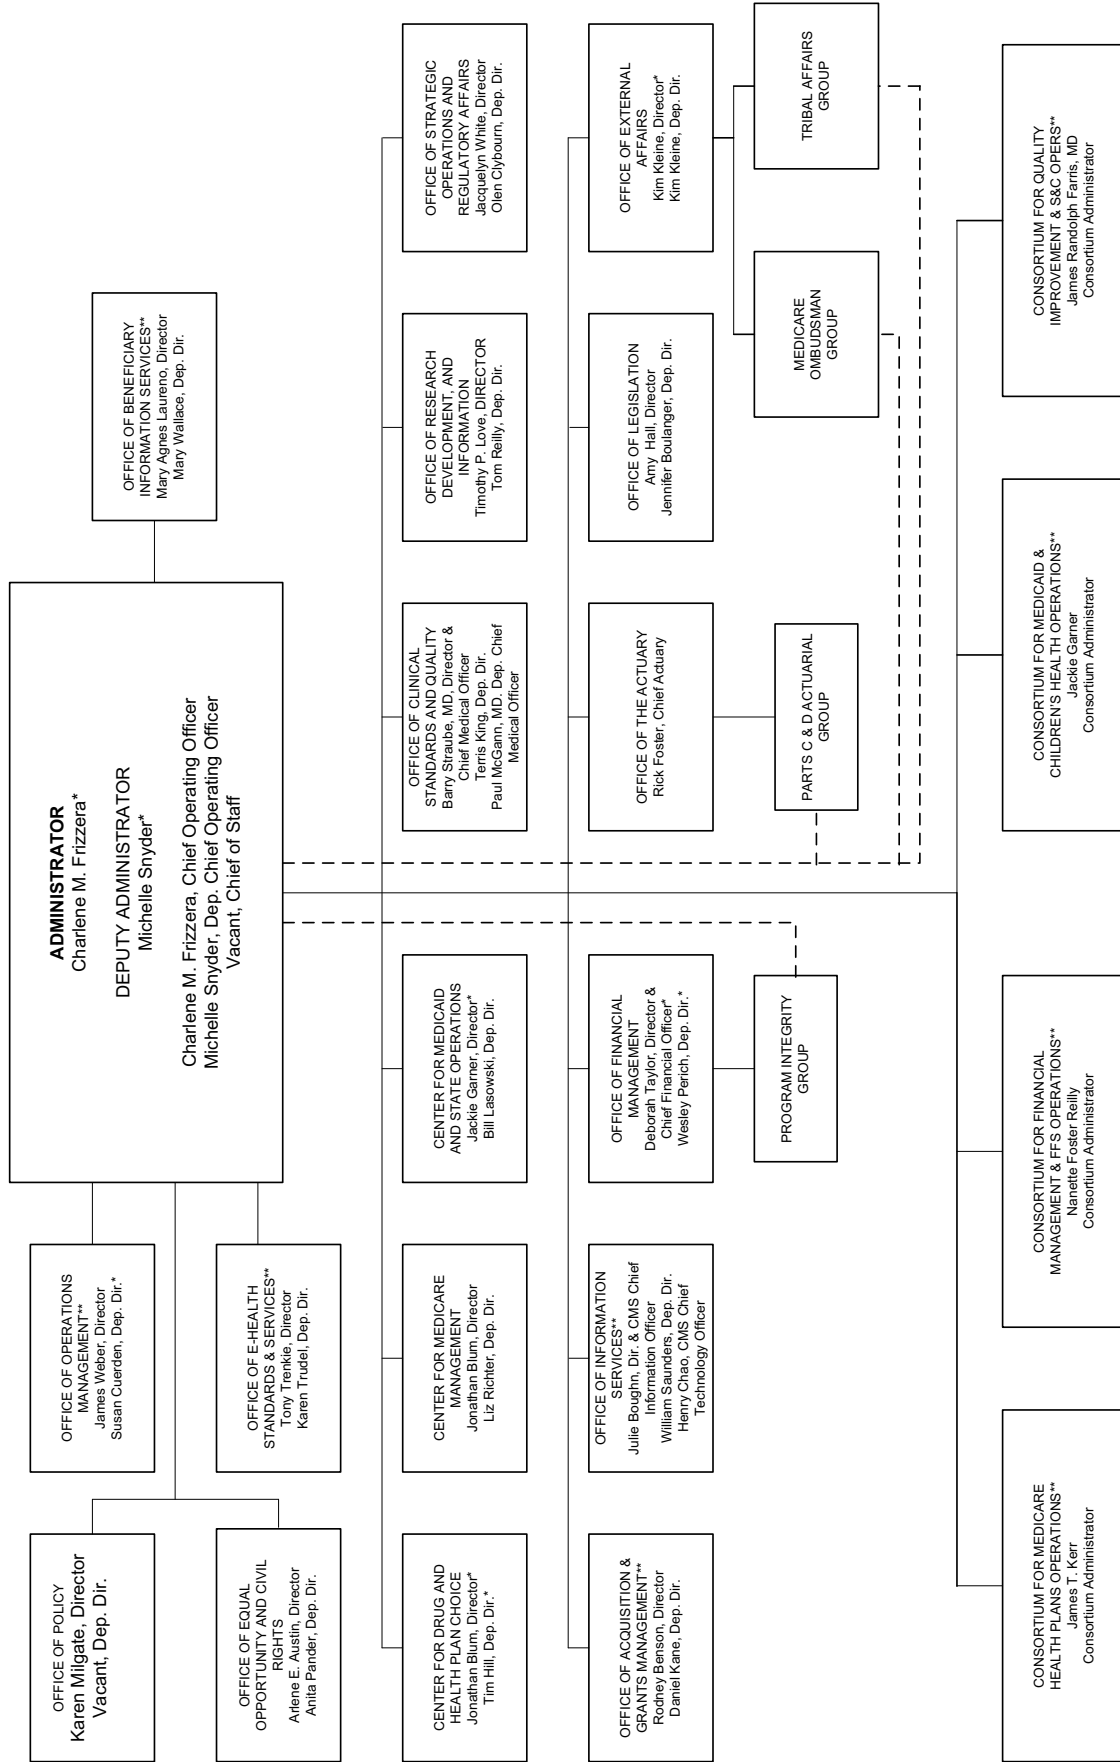 ADMINISTRATOR
Charlene M. Frizzera*
DEPUTY ADMINISTRATOR
Michelle Snyder*
Charlene M. Frizzera, Chief Operating Officer
Michelle Snyder, Dep. Chief Operating Officer
Vacant, Chief of Staff
OFFICE OF POLICY
Karen Milgate, Director
Vacant, Dep. Dir.
OFFICE OF OPERATIONS
MANAGEMENT**
James Weber, Director
Susan Cuerden, Dep. Dir.*
OFFICE OF BENEFICIARY
INFORMATION SERVICES**
Mary Agnes Laureno, Director
Mary Wallace, Dep. Dir.
OFFICE OF EQUAL
OPPORTUNITY AND CIVIL
RIGHTS
Arlene E. Austin, Director
Anita Pander, Dep. Dir.
OFFICE OF E-HEALTH
STANDARDS & SERVICES**
Tony Trenkie, Director
Karen Trudel, Dep. Dir.
CENTER FOR DRUG AND
HEALTH PLAN CHOICE
Jonathan Blum, Director*
Tim Hill, Dep. Dir.*
CENTER FOR MEDICARE
MANAGEMENT
Jonathan Blum, Director
Liz Richter, Dep. Dir.
CENTER FOR MEDICAID
AND STATE OPERATIONS
Jackie Garner, Director*
Bill Lasowski, Dep. Dir.
OFFICE OF CLINICAL
STANDARDS AND QUALITY
Barry Straube, MD, Director &
Chief Medical Officer
Terris King, Dep. Dir.
Paul McGann, MD. Dep. Chief
Medical Officer
OFFICE OF RESEARCH
DEVELOPMENT, AND
INFORMATION
Timothy P. Love, DIRECTOR
Tom Reilly, Dep. Dir.
OFFICE OF STRATEGIC
OPERATIONS AND
REGULATORY AFFAIRS
Jacquelyn White, Director
Olen Clybourn, Dep. Dir.
OFFICE OF ACQUISITION &
GRANTS MANAGEMENT**
Rodney Benson, Director
Daniel Kane, Dep. Dir.
OFFICE OF INFORMATION
SERVICES**
Julie Boughn, Dir. & CMS Chief
Information Officer
William Saunders, Dep. Dir.
Henry Chao, CMS Chief
Technology Officer
OFFICE OF FINANCIAL
MANAGEMENT
Deborah Taylor, Director &
Chief Financial Officer*
Wesley Perich, Dep. Dir.*
OFFICE OF THE ACTUARY
Rick Foster, Chief Actuary
OFFICE OF LEGISLATION
Amy Hall, Director
Jennifer Boulanger, Dep. Dir.
OFFICE OF EXTERNAL
AFFAIRS
Kim Kleine, Director*
Kim Kleine, Dep. Dir.
PROGRAM INTEGRITY
GROUP
PARTS C & D ACTUARIAL
GROUP
MEDICARE
OMBUDSMAN
GROUP
TRIBAL AFFAIRS
GROUP
CONSORTIUM FOR MEDICARE
HEALTH PLANS OPERATIONS**
James T. Kerr
Consortium Administrator
CONSORTIUM FOR FINANCIAL
MANAGEMENT & FFS OPERATIONS**
Nanette Foster Reilly
Consortium Administrator
CONSORTIUM FOR MEDICAID &
CHILDREN'S HEALTH OPERATIONS**
Jackie Garner
Consortium Administrator
CONSORTIUM FOR QUALITY
IMPROVEMENT & S&C OPERS**
James Randolph Farris, MD
Consortium Administrator